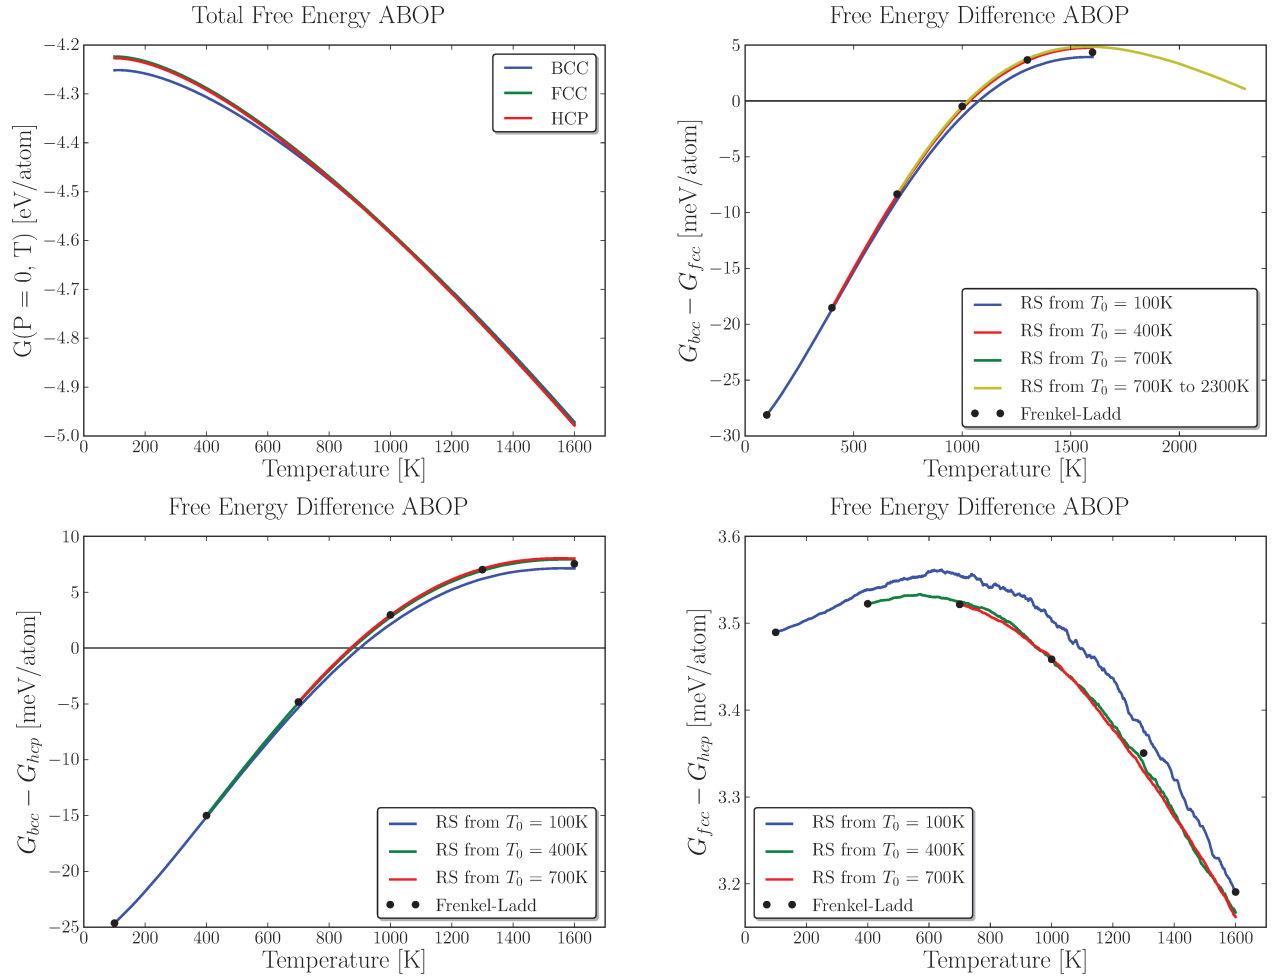 Total Free Energy ABOP
G(P = 0, T) [eV/atom]
−4.2
−4.3
−4.4
−4.5
−4.6
−4.7
−4.8
−4.9
−5.0
BCC
FCC
HCP
0 200 400 600 800 1000 1200 1400 1600
Temperature [K]
Free Energy Difference ABOP
G_bcc − G_fcc [meV/atom]
5
0
−5
−10
−15
−20
−25
−30
RS from T_0 = 100K
RS from T_0 = 400K
RS from T_0 = 700K
RS from T_0 = 700K to 2300K
Frenkel-Ladd
0 500 1000 1500 2000
Temperature [K]
Free Energy Difference ABOP
G_bcc − G_hcp [meV/atom]
10
5
0
−5
−10
−15
−20
−25
RS from T_0 = 100K
RS from T_0 = 400K
RS from T_0 = 700K
Frenkel-Ladd
0 200 400 600 800 1000 1200 1400 1600
Temperature [K]
Free Energy Difference ABOP
G_fcc − G_hcp [meV/atom]
3.6
3.5
3.4
3.3
3.2
RS from T_0 = 100K
RS from T_0 = 400K
RS from T_0 = 700K
Frenkel-Ladd
0 200 400 600 800 1000 1200 1400 1600
Temperature [K]